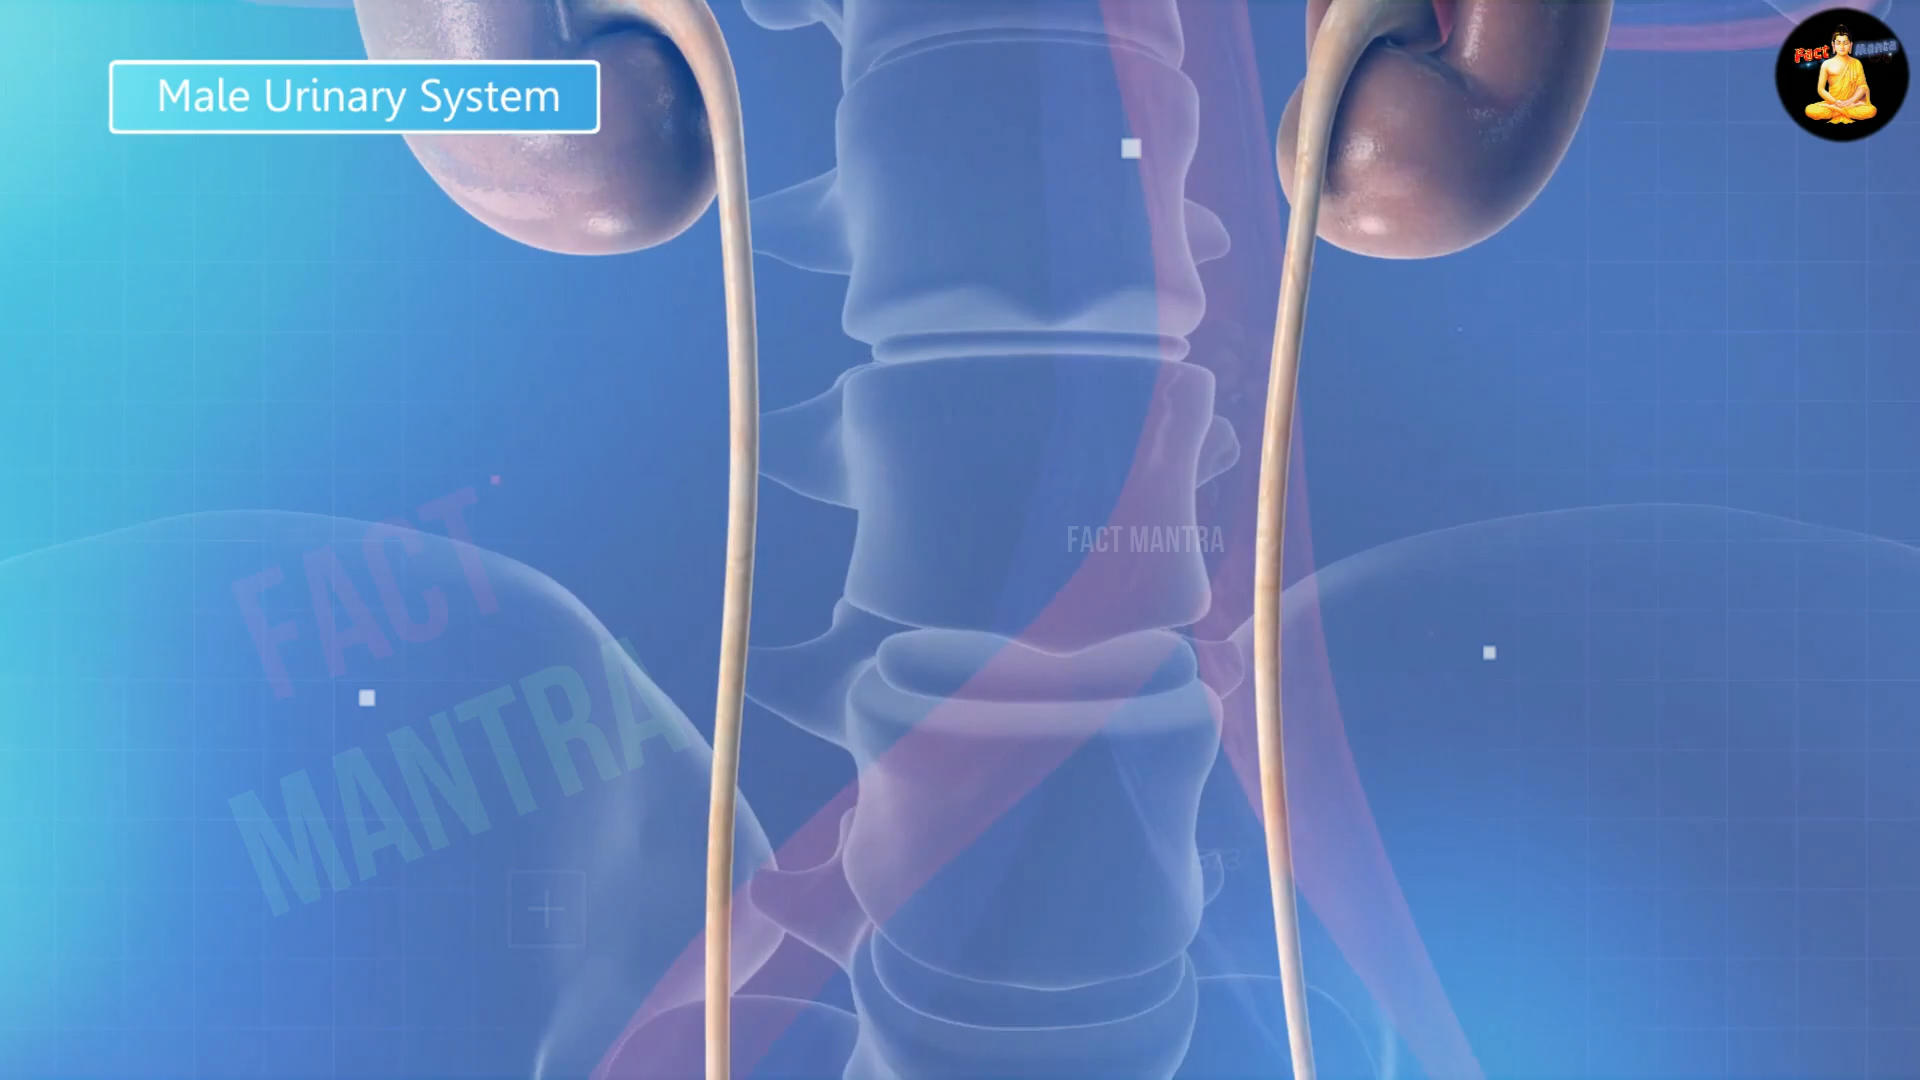 Male Urinary System
Fact Manta
FACT MANTRA
FACT
MANTRA